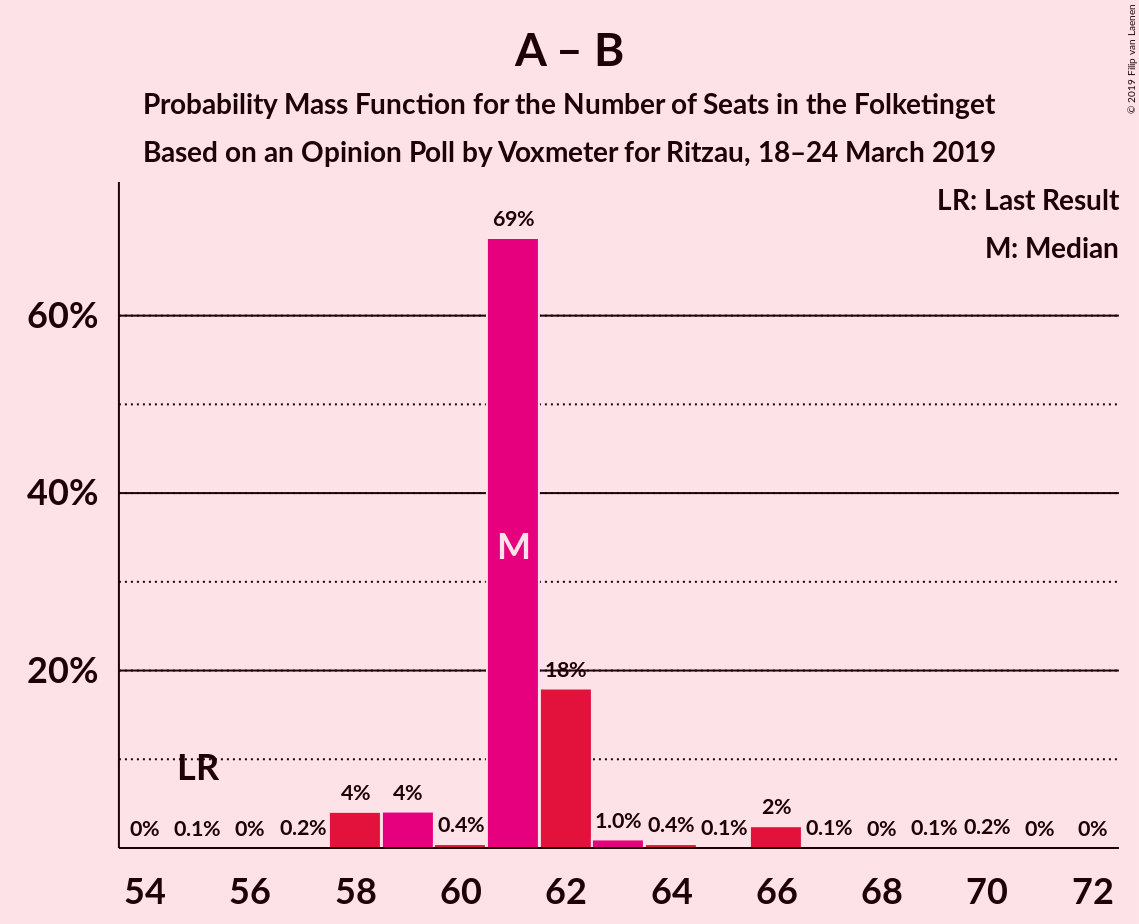 A – B
Probability Mass Function for the Number of Seats in the Folketinget
Based on an Opinion Poll by Voxmeter for Ritzau, 18–24 March 2019
© 2019 Filip van Laenen
LR: Last Result
M: Median
60%
40%
20%
69%
M
18%
LR
0%
0.1%
0%
0.2%
4%
4%
0.4%
1.0%
0.4%
0.1%
2%
0.1%
0%
0.1%
0.2%
0%
0%
54 56 58 60 62 64 66 68 70 72